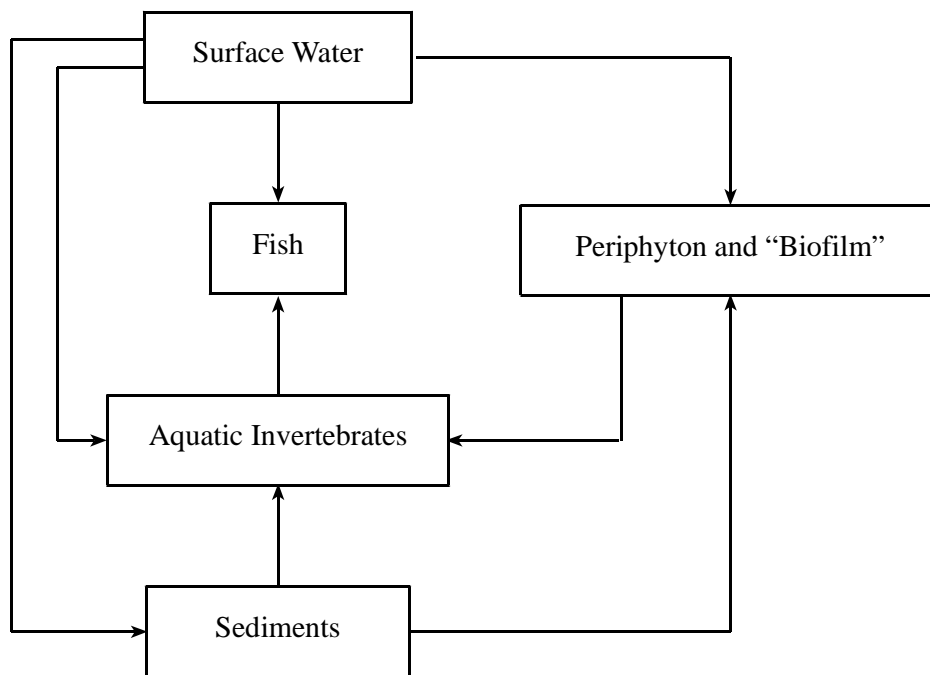 Surface Water
Fish
Periphyton and “Biofilm”
Aquatic Invertebrates
Sediments